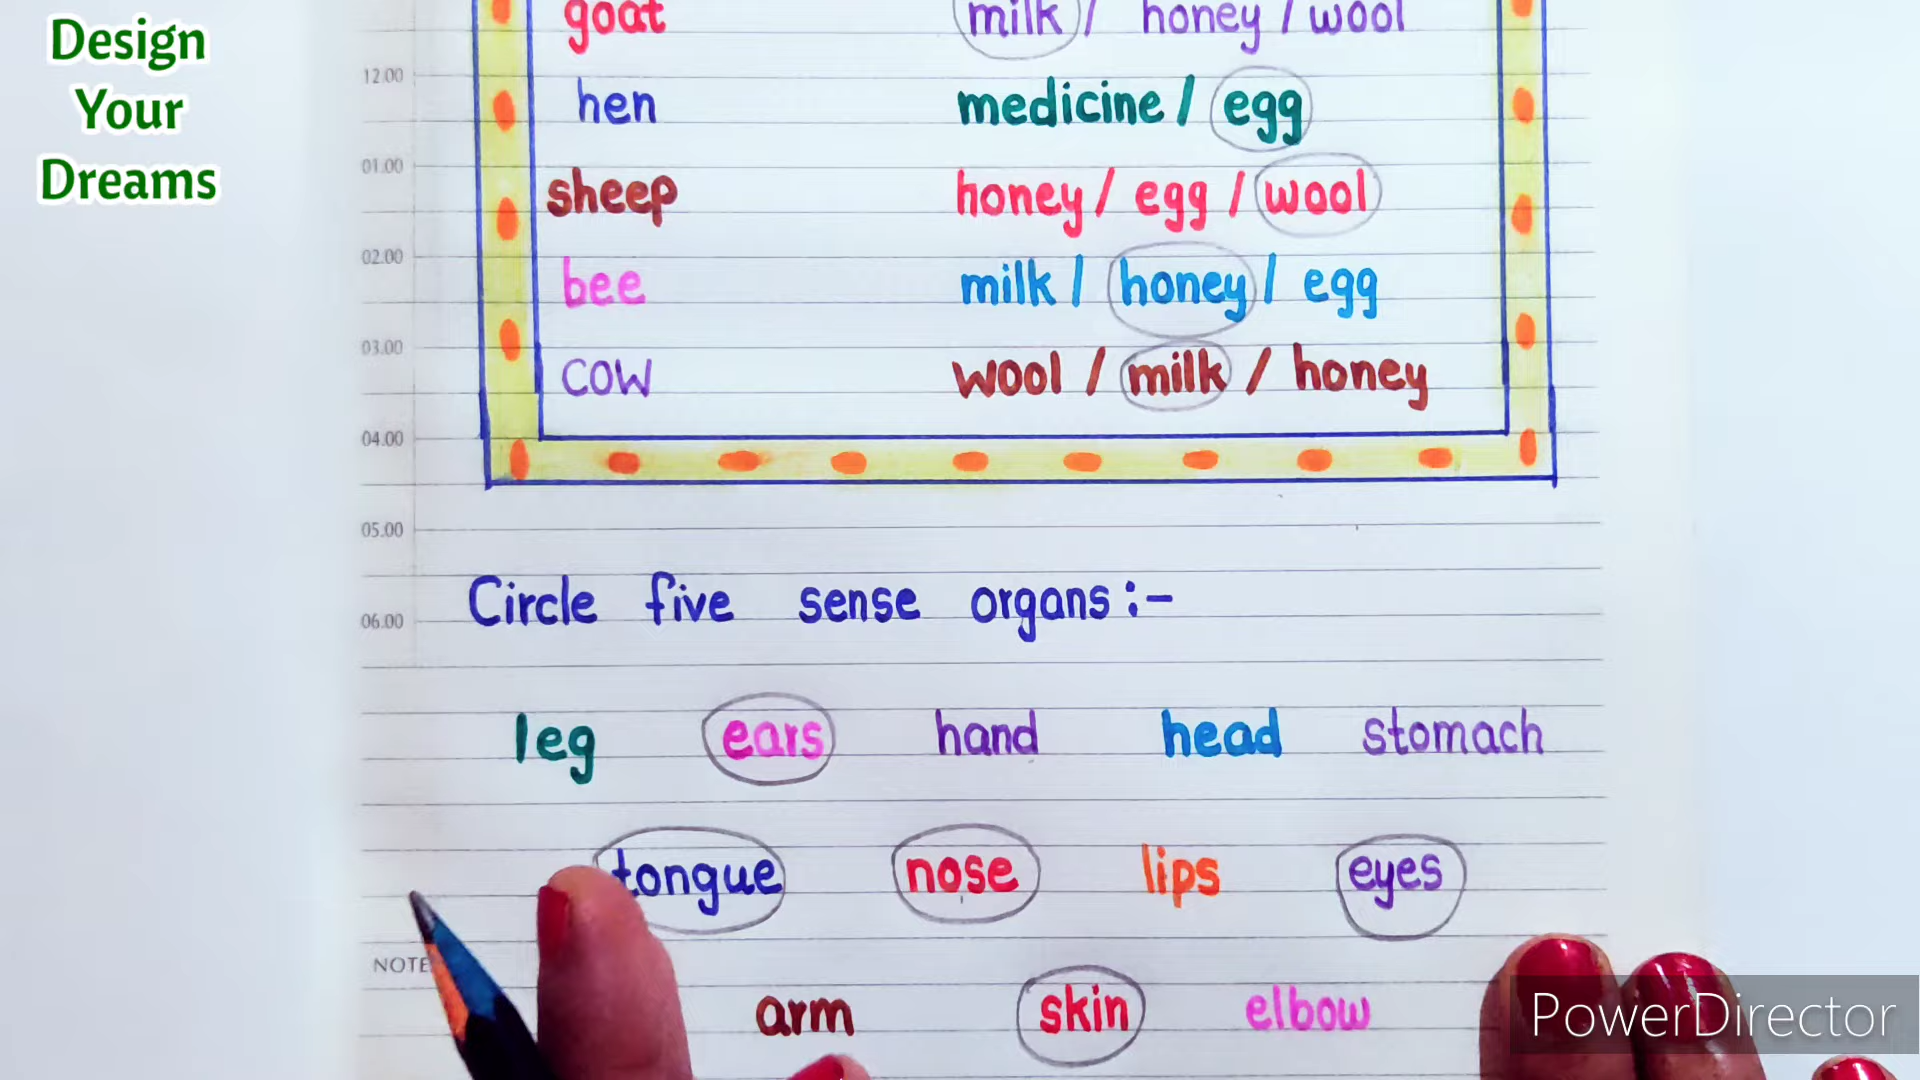 Design
Your
Dreams
goat milk / honey / wool
12.00 hen medicine / egg
01.00 sheep honey / egg / wool
02.00 bee milk / honey / egg
03.00 cow wool / milk / honey
04.00
05.00
06.00 Circle five sense organs :-
leg ears hand head stomach
tongue nose lips eyes
NOTE
arm skin elbow
PowerDirector